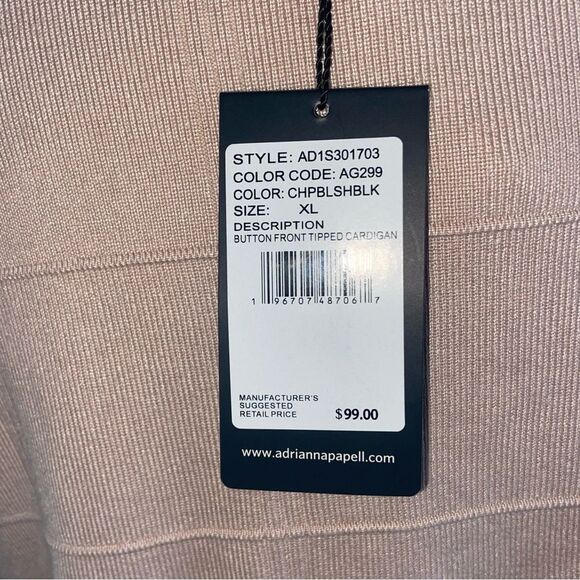 STYLE: AD1S301703
COLOR CODE: AG299
COLOR: CHPBLSHBLK
SIZE: XL
DESCRIPTION
BUTTON FRONT TIPPED CARDIGAN
1 96707 48706 7
MANUFACTURER'S
SUGGESTED
RETAIL PRICE $99.00
www.adriannapapell.com